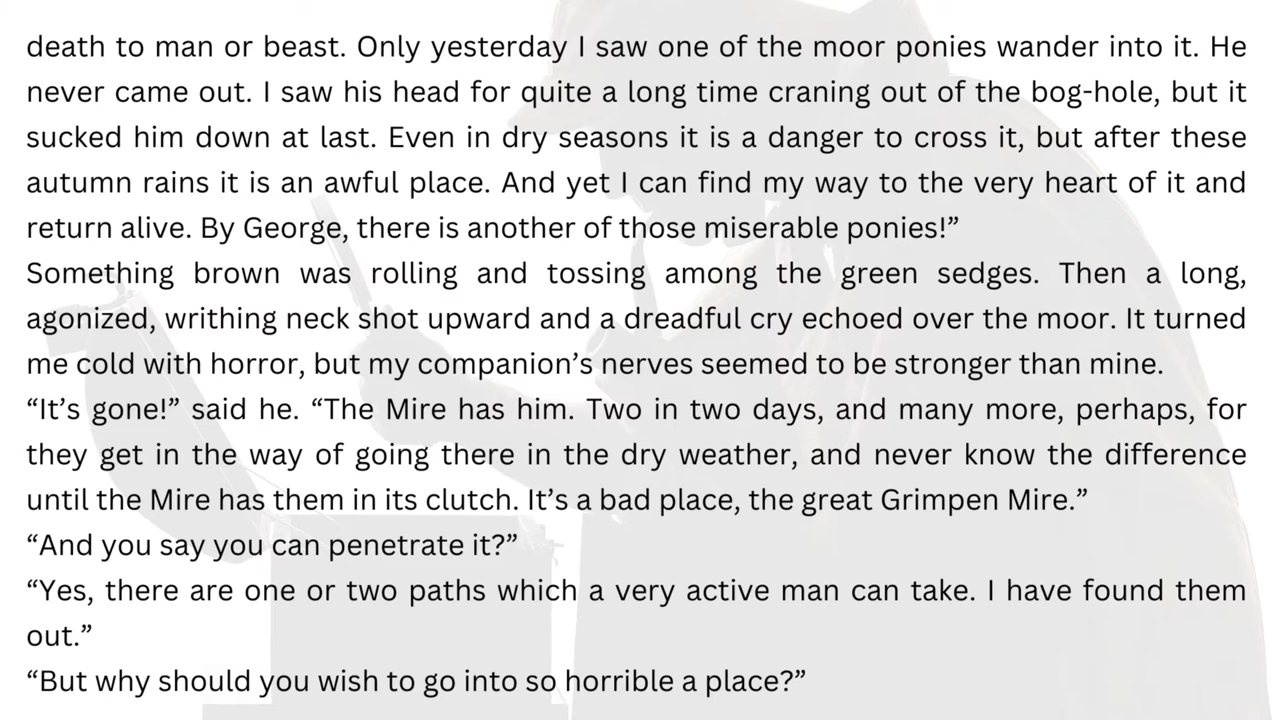 death to man or beast. Only yesterday I saw one of the moor ponies wander into it. He
never came out. I saw his head for quite a long time craning out of the bog-hole, but it
sucked him down at last. Even in dry seasons it is a danger to cross it, but after these
autumn rains it is an awful place. And yet I can find my way to the very heart of it and
return alive. By George, there is another of those miserable ponies!”
Something brown was rolling and tossing among the green sedges. Then a long,
agonized, writhing neck shot upward and a dreadful cry echoed over the moor. It turned
me cold with horror, but my companion’s nerves seemed to be stronger than mine.
“It’s gone!” said he. “The Mire has him. Two in two days, and many more, perhaps, for
they get in the way of going there in the dry weather, and never know the difference
until the Mire has them in its clutch. It’s a bad place, the great Grimpen Mire.”
“And you say you can penetrate it?”
“Yes, there are one or two paths which a very active man can take. I have found them
out.”
“But why should you wish to go into so horrible a place?”